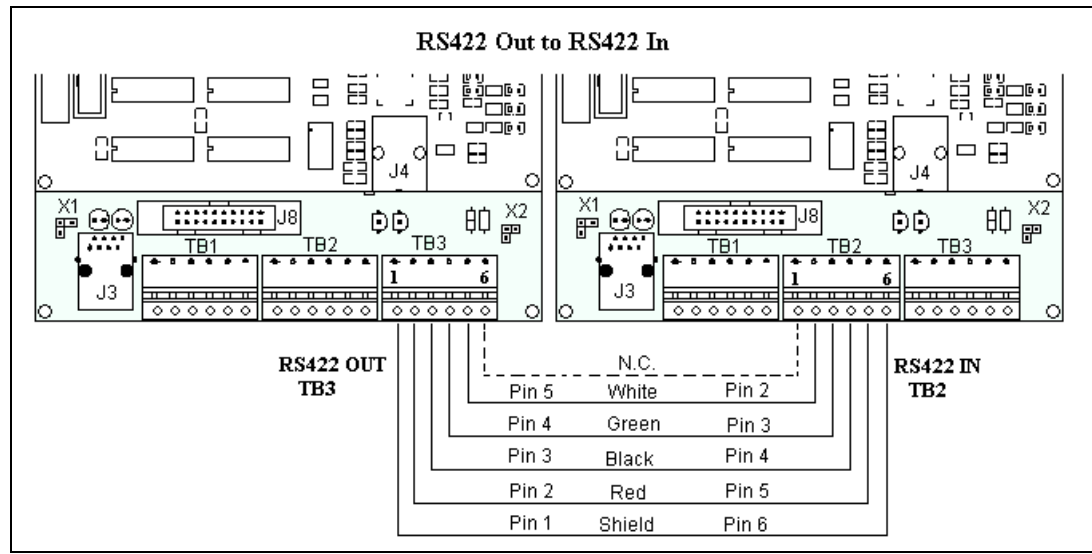 RS422 Out to RS422 In
J4
J4
X1
J8
X2
X1
J8
X2
TB1
TB2
TB3
TB1
TB2
TB3
J3
1
6
J3
1
6
RS422 OUT
TB3
N.C.
RS422 IN
TB2
Pin 5 White Pin 2
Pin 4 Green Pin 3
Pin 3 Black Pin 4
Pin 2 Red Pin 5
Pin 1 Shield Pin 6